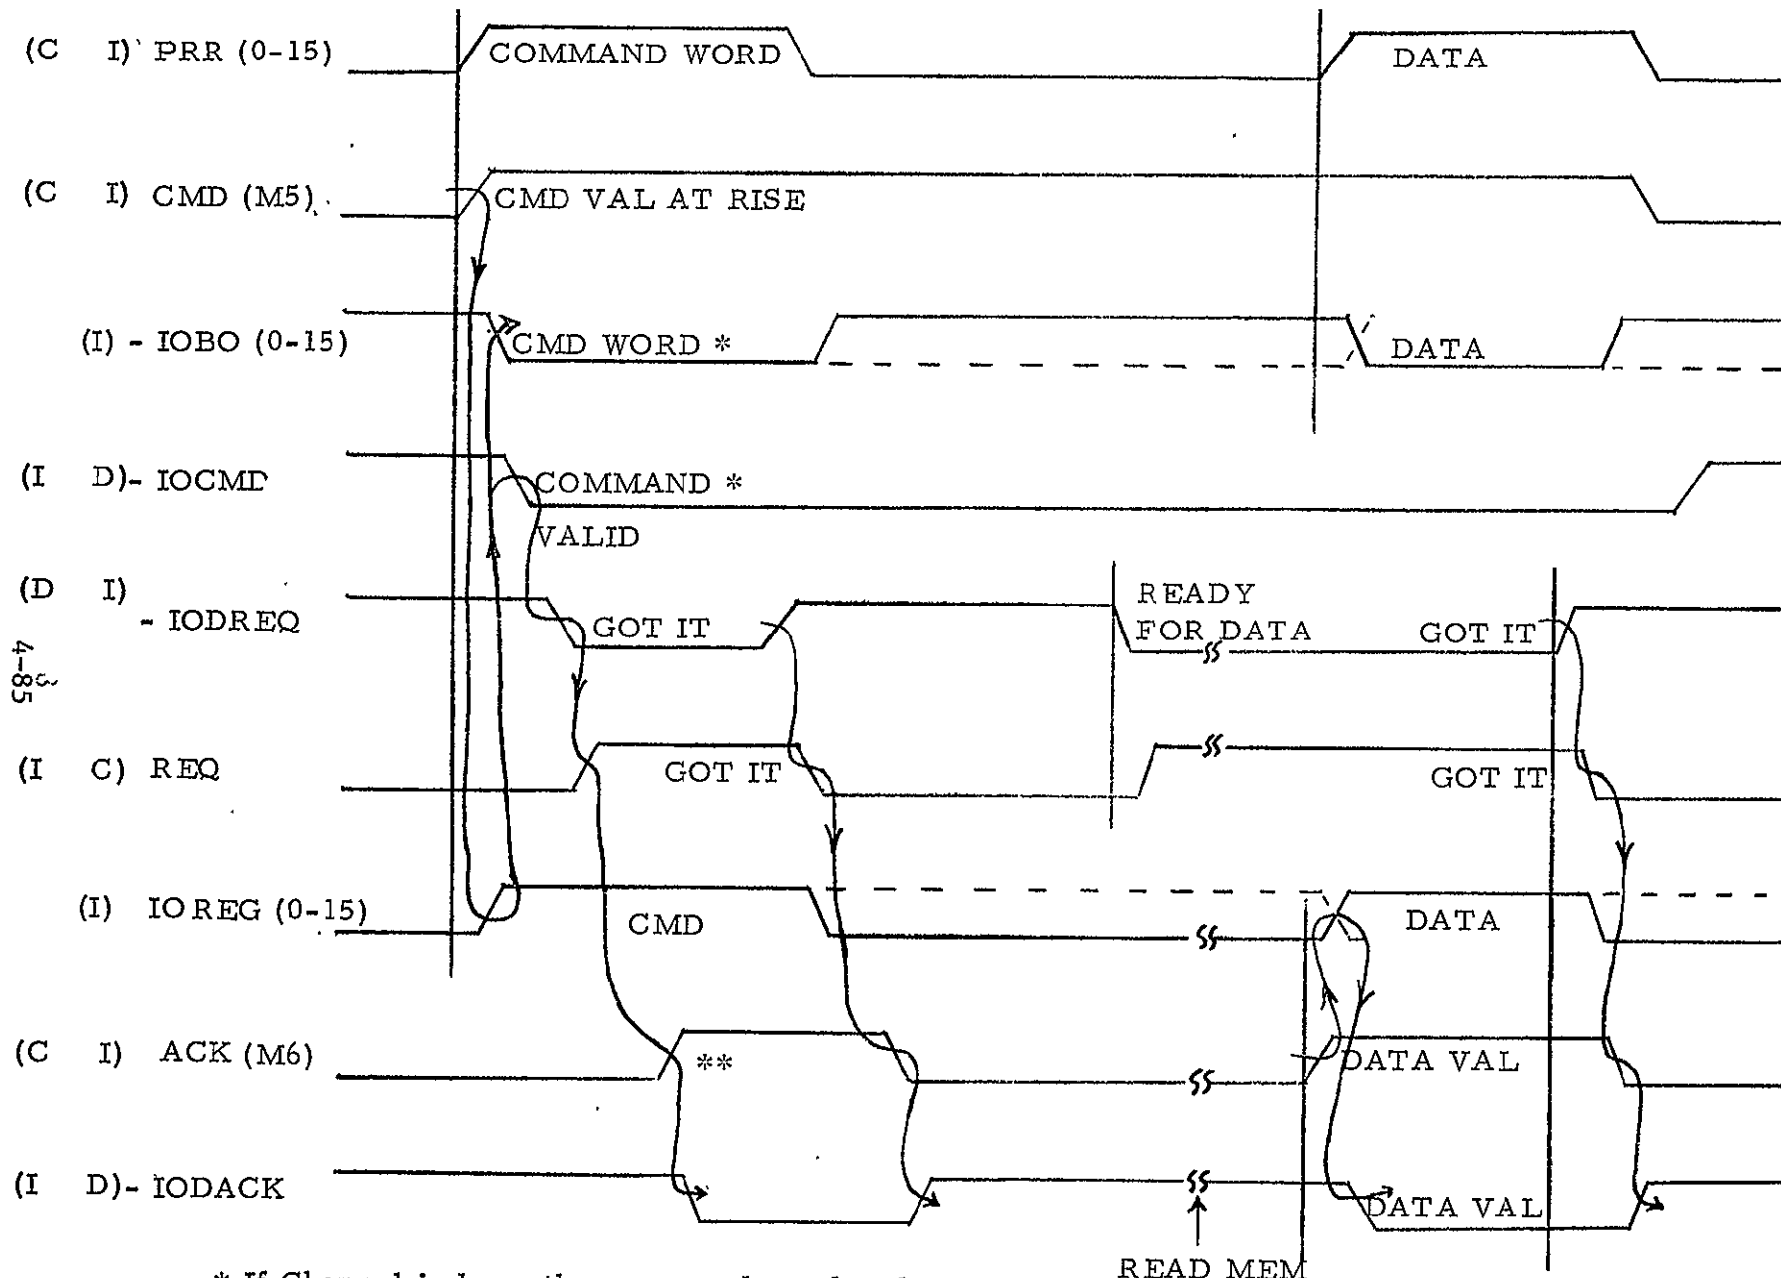 (C I) PRR (0-15) COMMAND WORD DATA
(C I) CMD (M5) CMD VAL AT RISE
(I) - IOBO (0-15) CMD WORD * DATA
(I D)- IOCMD COMMAND *
VALID
(D I) READY
- IODREQ GOT IT FOR DATA GOT IT
4-85
(I C) REQ GOT IT GOT IT
(I) IOREG (0-15) CMD DATA
(C I) ACK (M6) ** DATA VAL
(I D)- IODACK DATA VAL
READ MEM